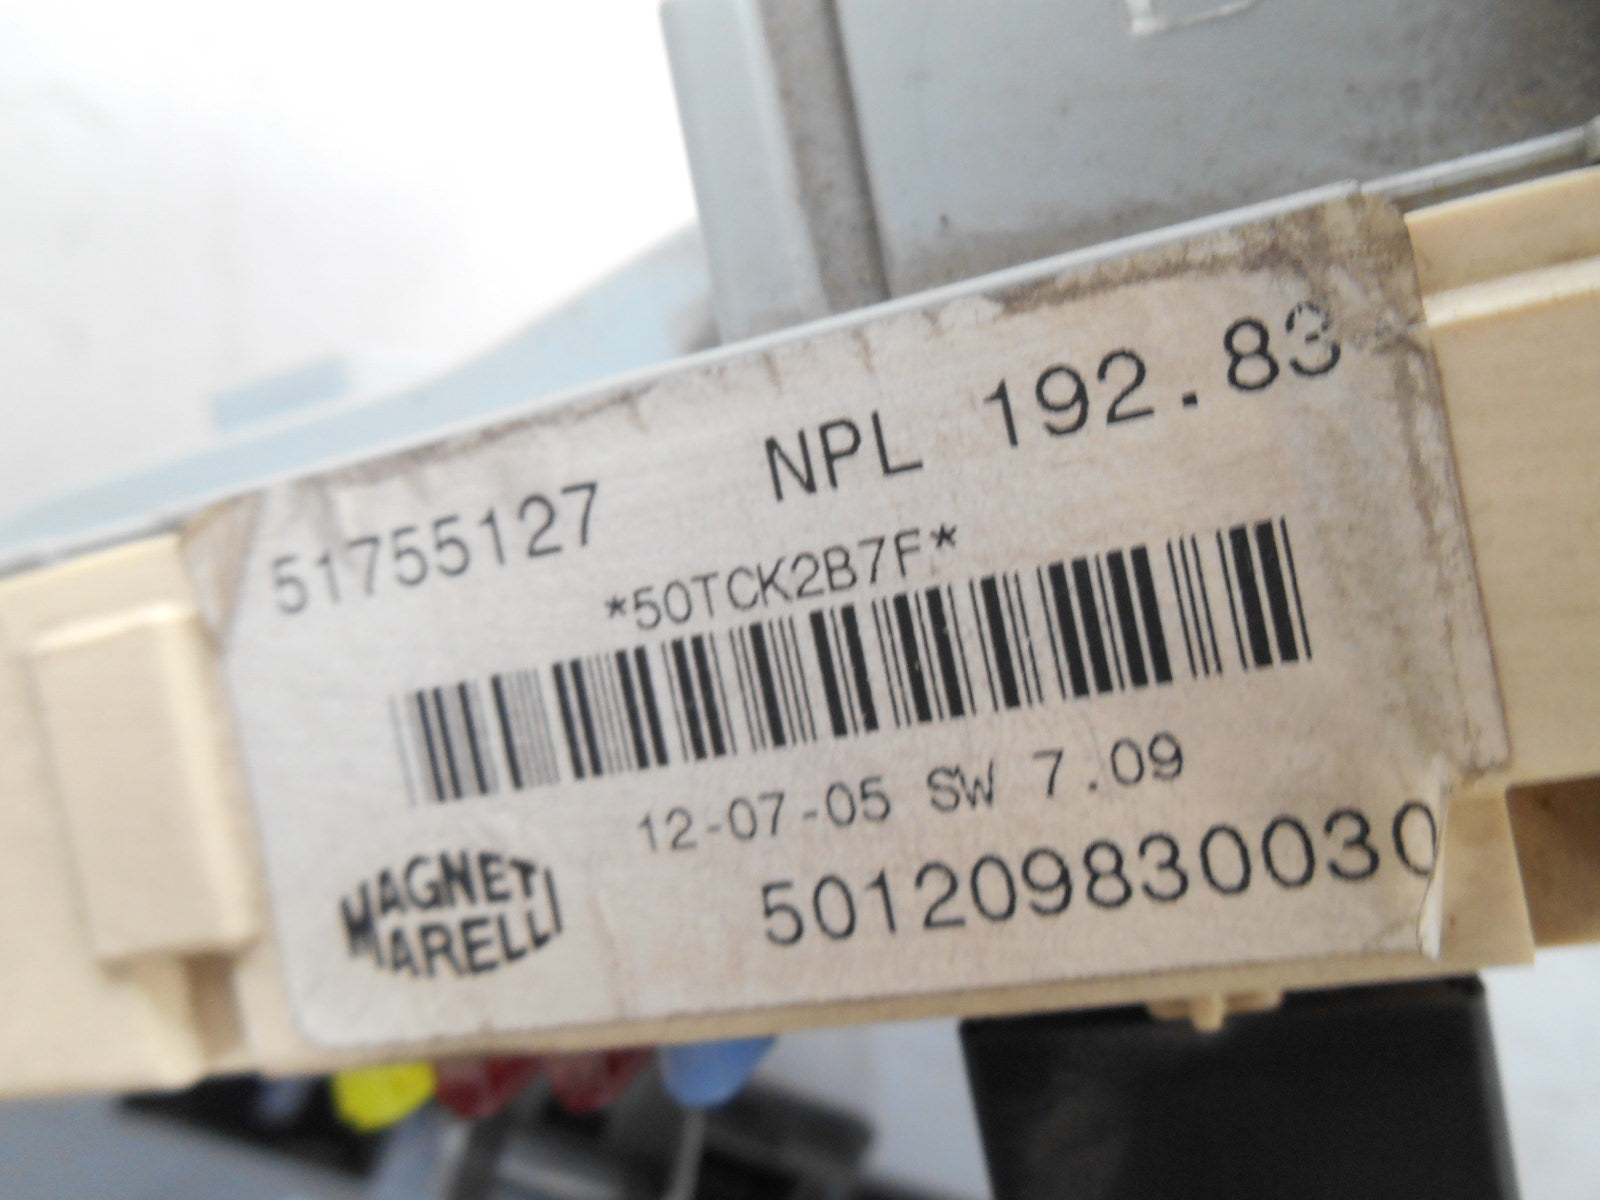 51755127 NPL 192.83
*50TCK2B7F*
12-07-05 SW 7.09
MAGNETI
MARELLI
501209830030